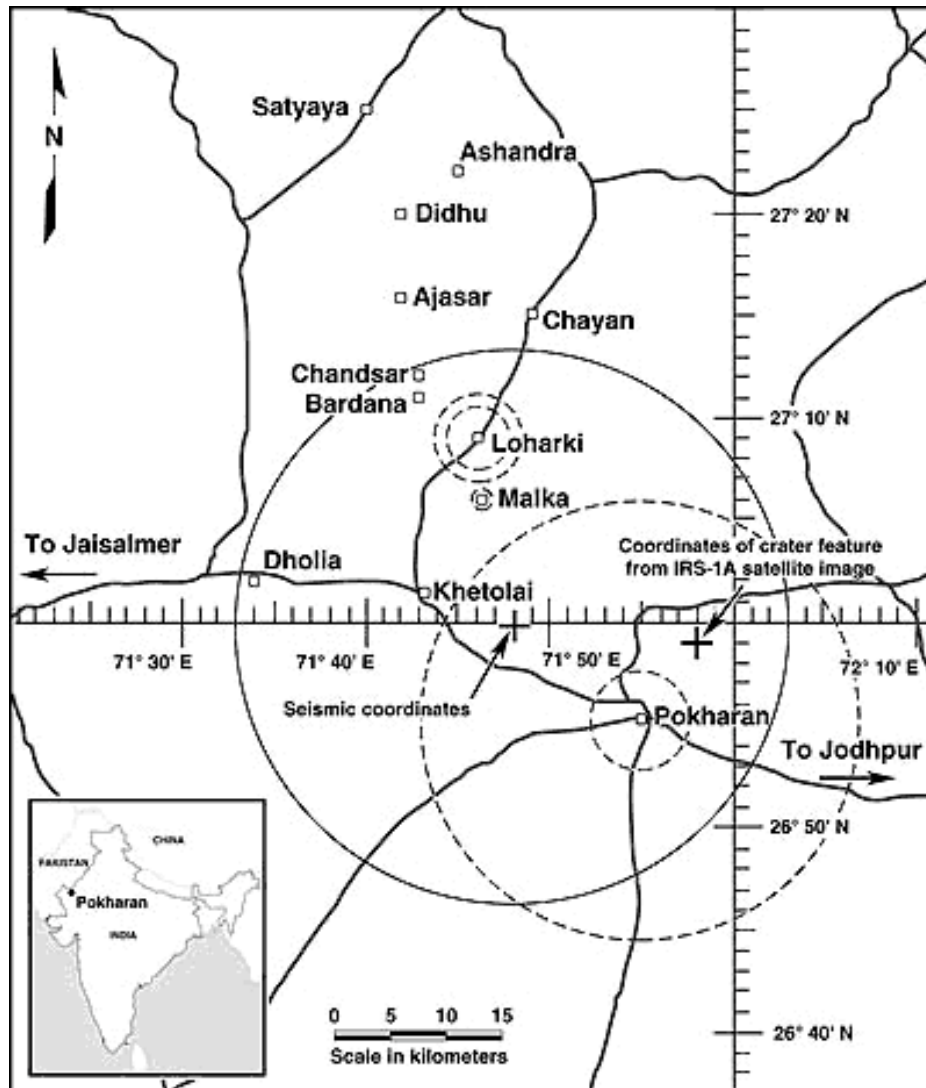 N
Satyaya
Ashandra
Didhu
27° 20' N
Ajasar
Chayan
Chandsar
Bardana
27° 10' N
Loharki
Malka
To Jaisalmer
Dholia
Coordinates of crater feature
from IRS-1A satellite image
Khetolai
71° 30' E
71° 40' E
71° 50' E
72° 10' E
Seismic coordinates
Pokharan
To Jodhpur
26° 50' N
CHINA
PAKISTAN
Pokharan
INDIA
0 5 10 15
Scale in kilometers
26° 40' N